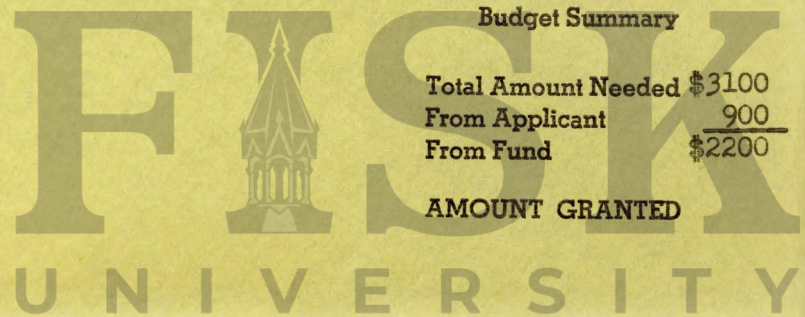 Budget Summary
Total Amount Needed $3100
From Applicant 900
From Fund $2200
AMOUNT GRANTED
FISK
UNIVERSITY